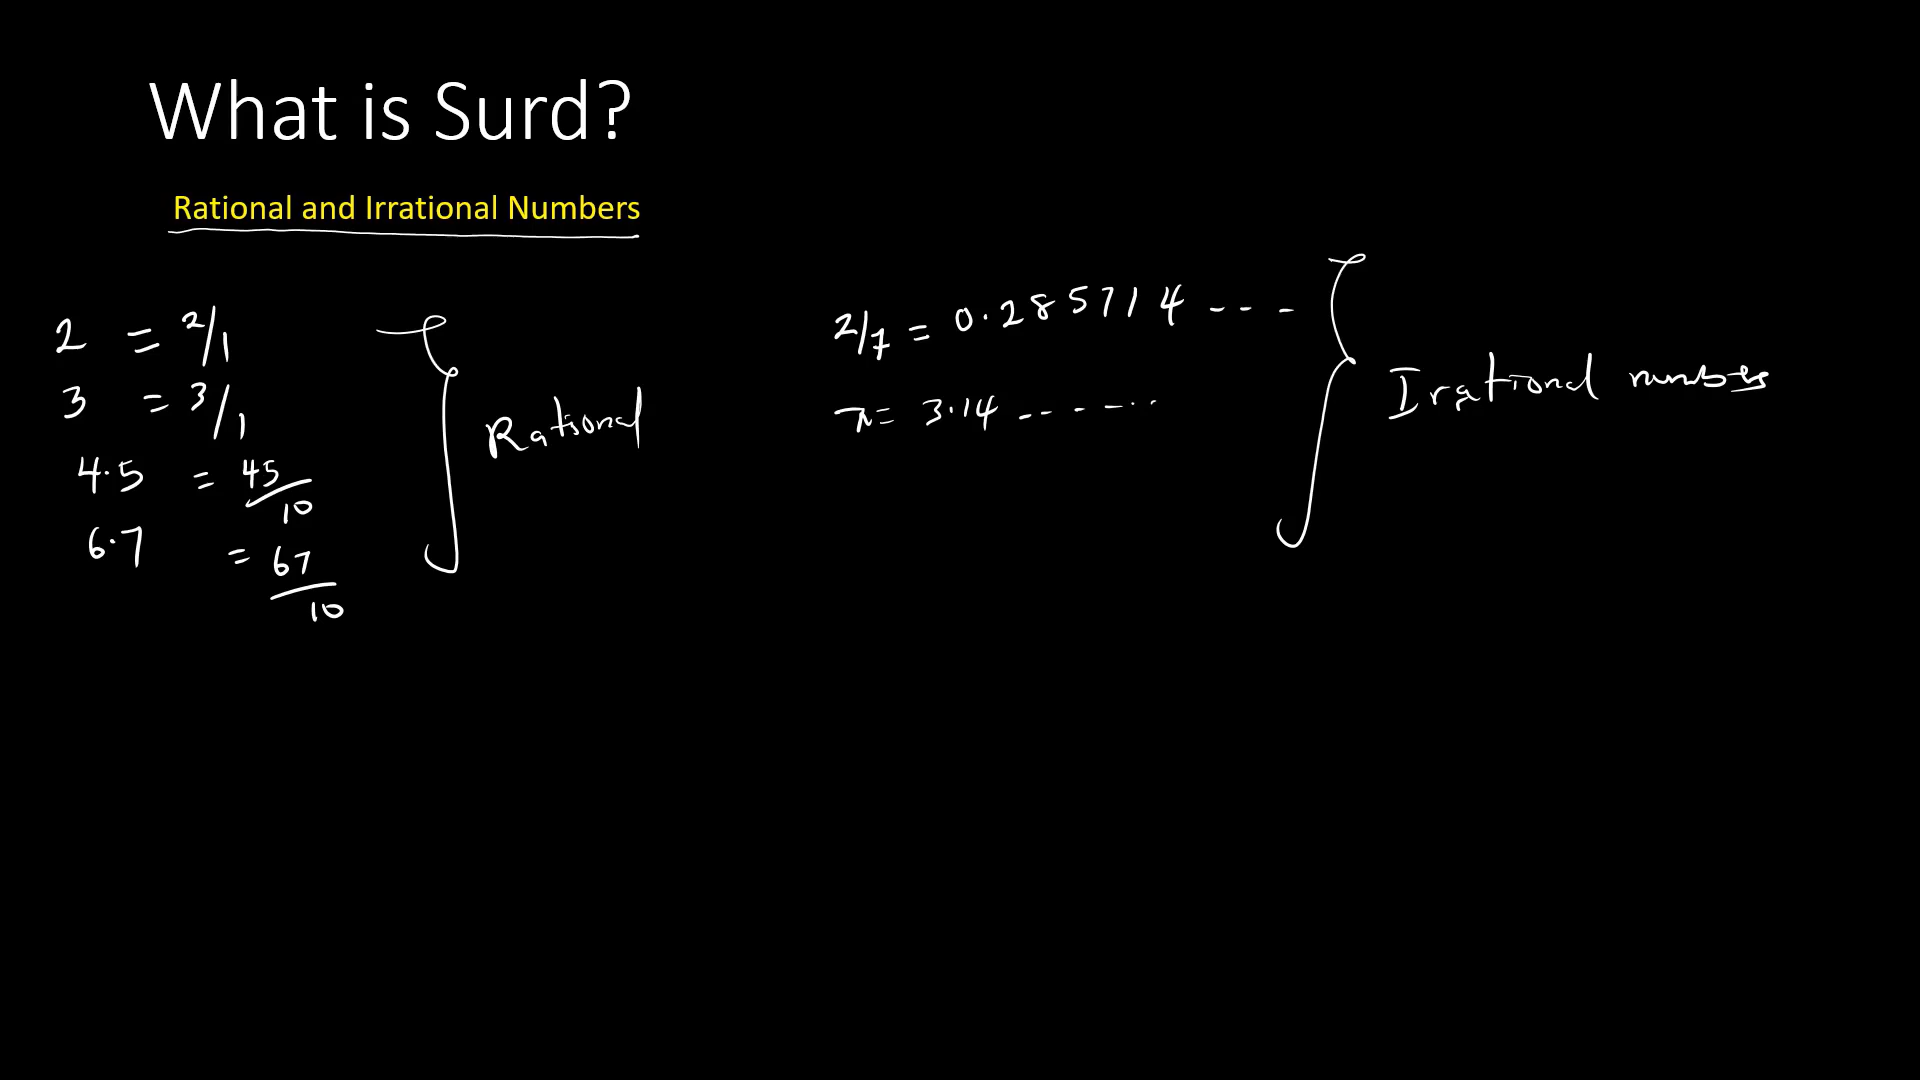 What is Surd?
Rational and Irrational Numbers
2 = 2/1
3 = 3/1
4.5 = 45/10
6.7 = 67/10
Rational
2/7 = 0.285714 - - -
π = 3.14 - - - - - · ·
Irational numbers